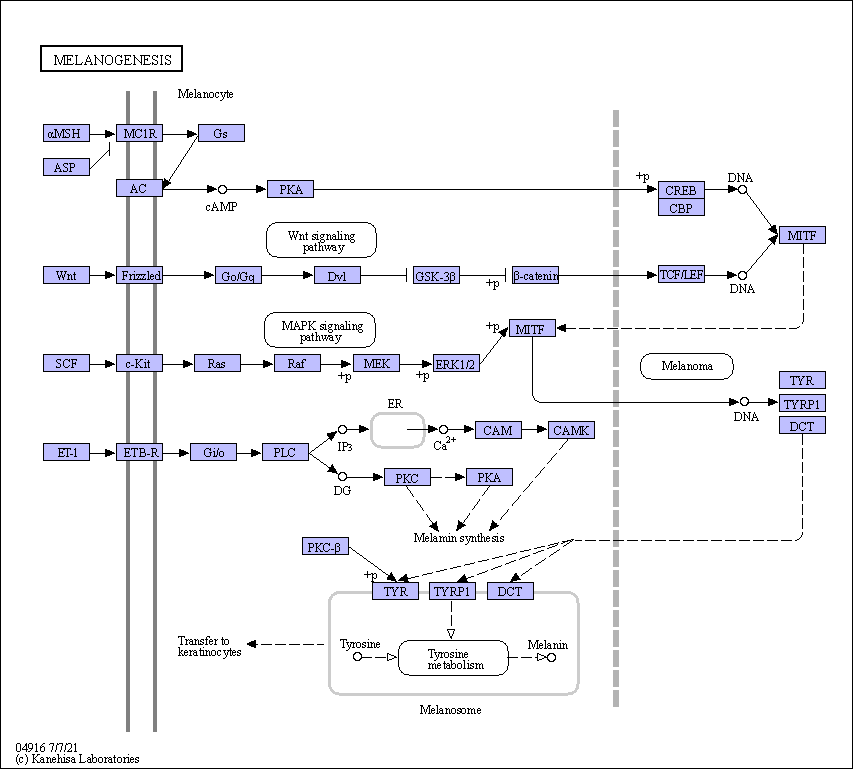 MELANOGENESIS
Melanocyte
αMSH
MC1R
Gs
ASP
AC
cAMP
PKA
+p
CREB
CBP
DNA
MITF
Wnt signaling
pathway
Wnt
Frizzled
Go/Gq
Dvl
GSK-3β
+p
β-catenin
TCF/LEF
DNA
MAPK signaling
pathway
+p
MITF
SCF
c-Kit
Ras
Raf
+p
MEK
+p
ERK1/2
Melanoma
TYR
DNA
TYRP1
DCT
ER
ET-1
ETB-R
Gi/o
PLC
IP3
Ca2+
CAM
CAMK
DG
PKC
PKA
Melamin synthesis
PKC-β
+p
TYR
TYRP1
DCT
Transfer to
keratinocytes
Tyrosine
Tyrosine
metabolism
Melanin
Melanosome
04916 7/7/21
(c) Kanehisa Laboratories